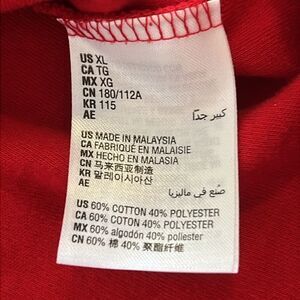 US XL
CA TG
MX XG
CN 180/112A
KR 115
AE كبير جدًا
US MADE IN MALAYSIA
CA FABRIQUÉ EN MALAISIE
MX HECHO EN MALASIA
CN 马来西亚制造
KR 말레이시아산
AE صنع في ماليزيا
US 60% COTTON 40% POLYESTER
CA 60% COTON 40% POLYESTER
MX 60% algodón 40% poliester
CN 60% 棉 40% 聚酯纤维